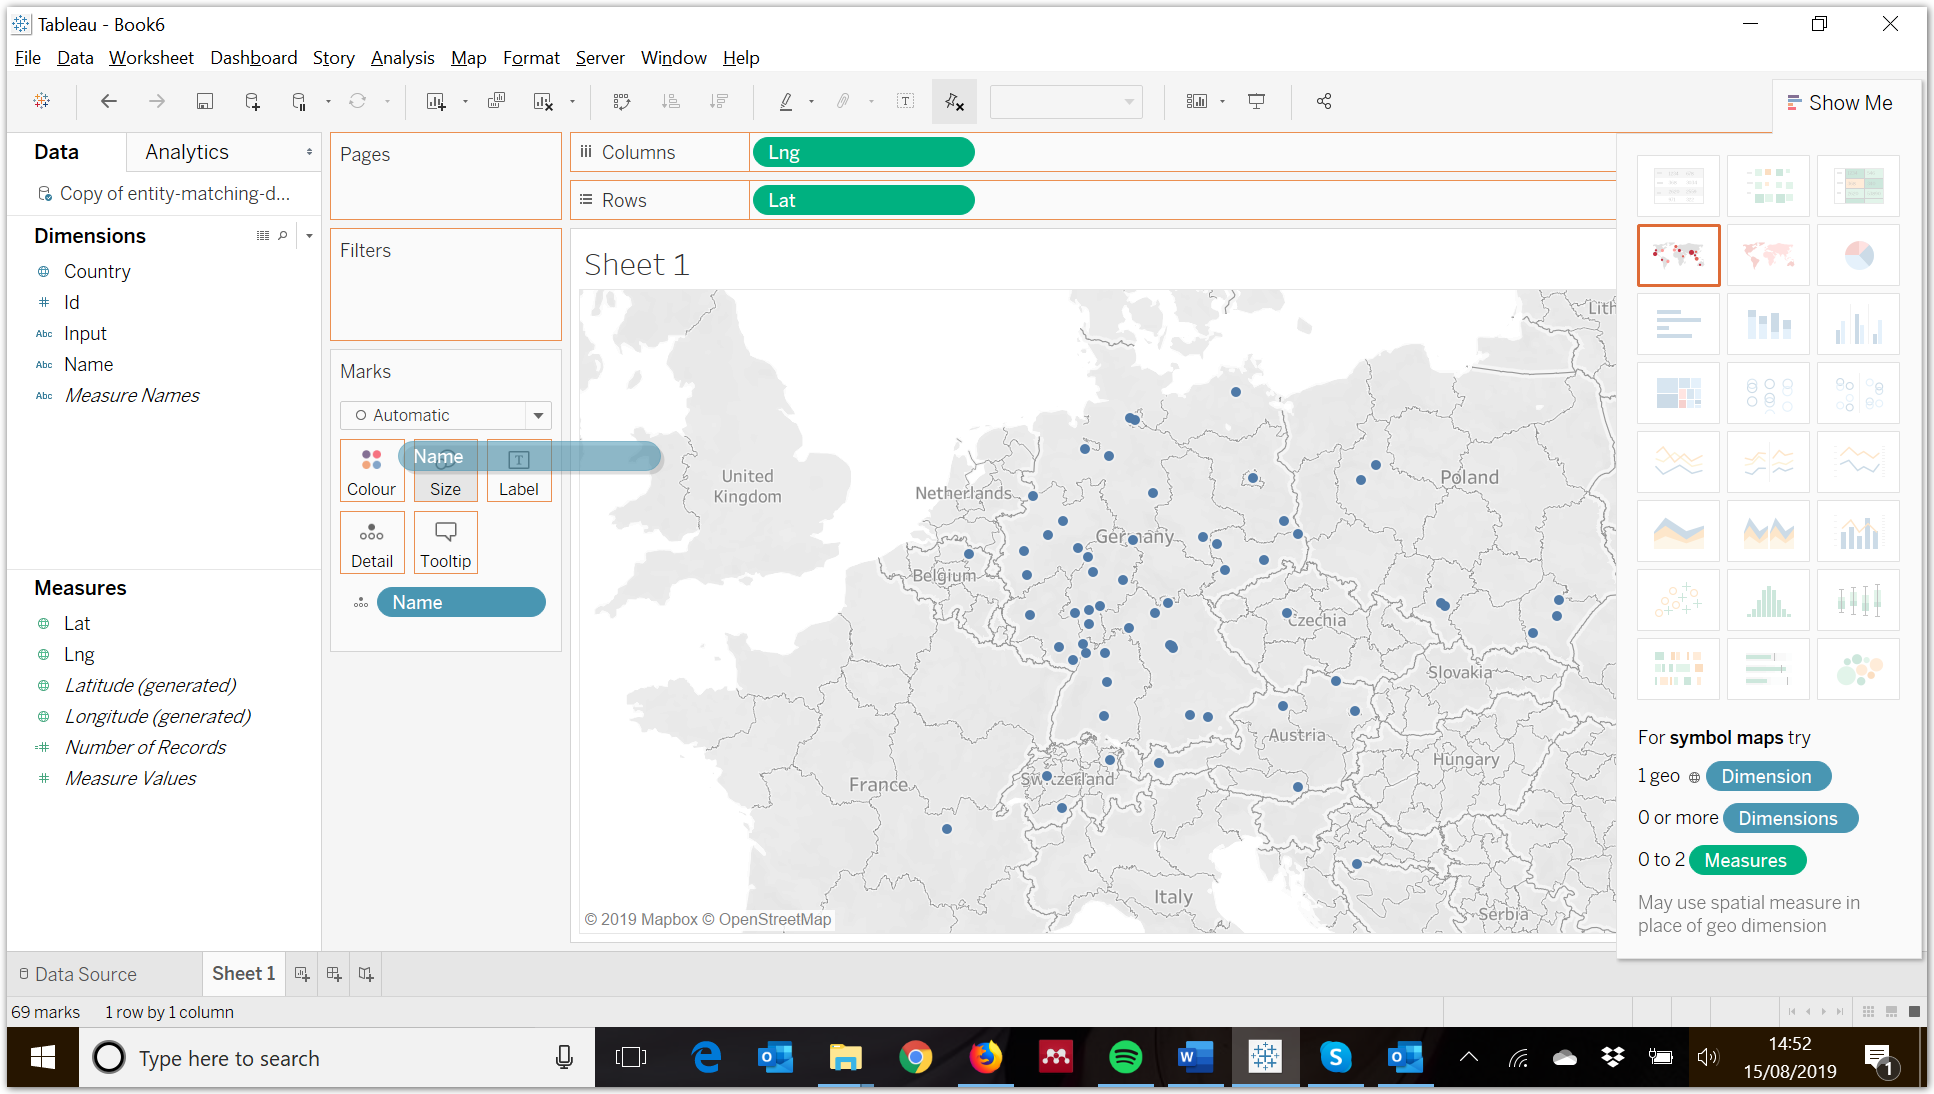 Tableau - Book6
File Data Worksheet Dashboard Story Analysis Map Format Server Window Help
Show Me
Data
Analytics
Copy of entity-matching-d...
Dimensions
Country
# Id
Abc Input
Abc Name
Abc Measure Names
Measures
Lat
Lng
Latitude (generated)
Longitude (generated)
=# Number of Records
# Measure Values
Pages
Filters
Marks
Automatic
Name
Colour
Size
Label
Detail
Tooltip
Name
Columns
Lng
Rows
Lat
Sheet 1
Lith
United
Kingdom
Netherlands
Poland
Germany
Belgium
Czechia
Slovakia
Austria
Hungary
Switzerland
France
Italy
Serbia
© 2019 Mapbox © OpenStreetMap
For symbol maps try
1 geo Dimension
0 or more Dimensions
0 to 2 Measures
May use spatial measure in
place of geo dimension
Data Source
Sheet 1
69 marks
1 row by 1 column
Type here to search
14:52
15/08/2019
1